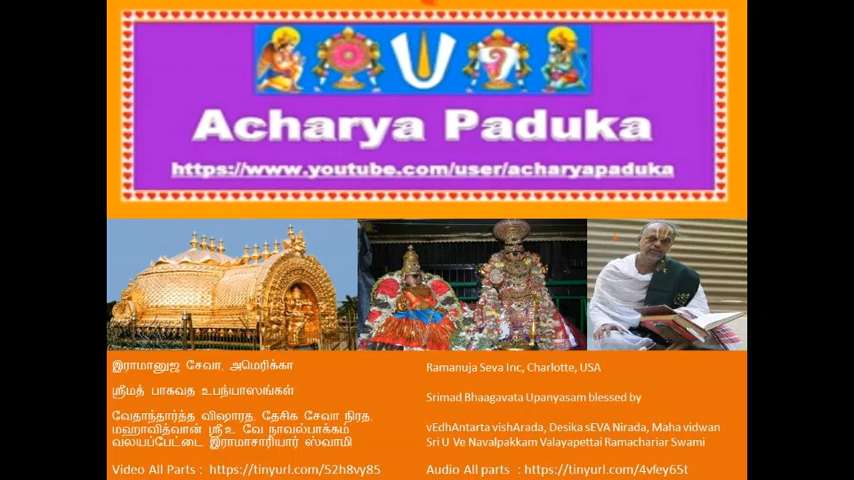 Acharya Paduka
https://www.youtube.com/user/acharyapaduka
இராமானுஜ சேவா, அமெரிக்கா
ஸ்ரீமத் பாகவத உபந்யாஸங்கள்
வேதாந்தார்த்த விஷாரத, தேசிக சேவா நிரத,
மஹாவித்வான் ஸ்ரீ உ வே நாவல்பாக்கம்
வலயப்பேட்டை இராமாசாரியார் ஸ்வாமி
Video All Parts : https://tinyurl.com/52h8vy85
Ramanuja Seva Inc, Charlotte, USA
Srimad Bhaagavata Upanyasam blessed by
vEdhAntarta vishArada, Desika sEVA Nirada, Maha vidwan
Sri U Ve Navalpakkam Valayapettai Ramachariar Swami
Audio All parts : https://tinyurl.com/4vfey65t